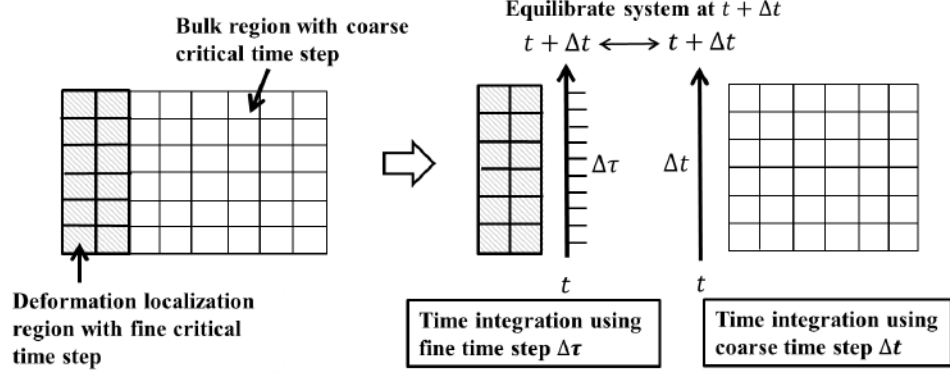 Bulk region with coarse
critical time step
Deformation localization
region with fine critical
time step
Equilibrate system at t + Δt
t + Δt
t + Δt
Δτ
Δt
t
t
Time integration using
fine time step Δτ
Time integration using
coarse time step Δt